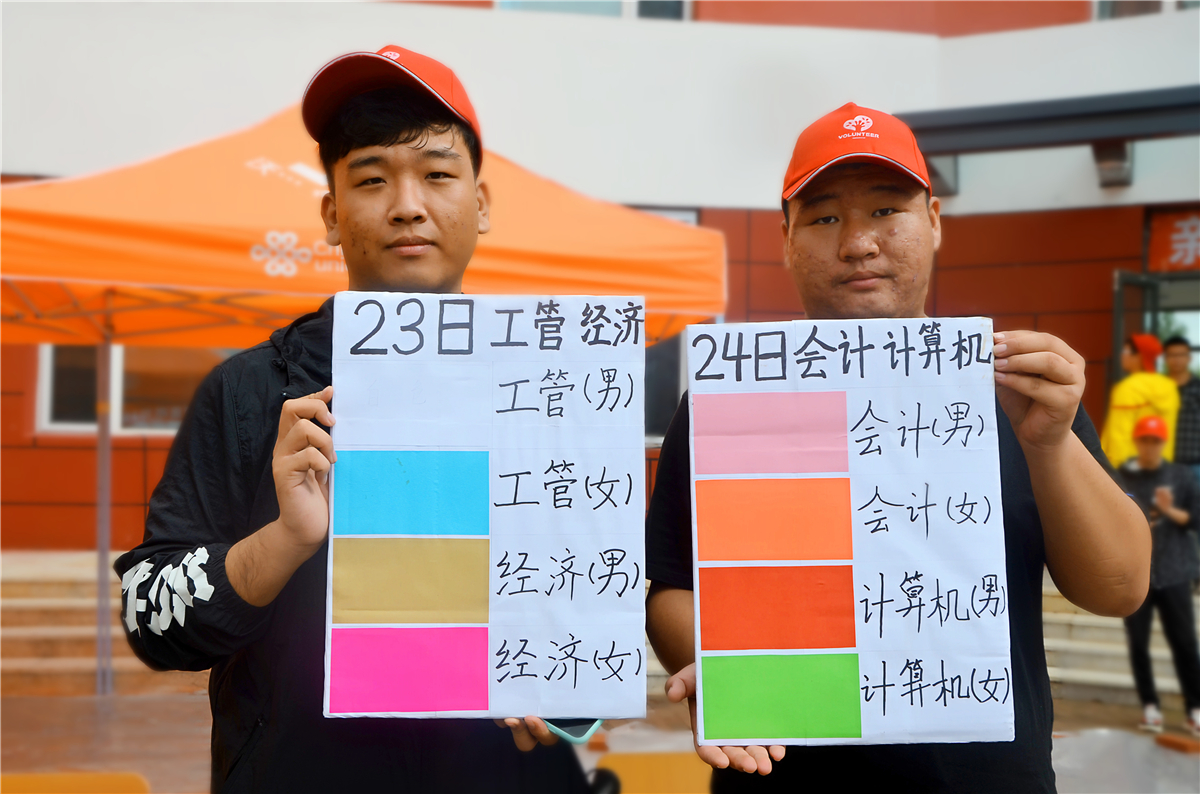 VOLUNTEER
23日 工管 经济
工管(男)
工管(女)
经济(男)
经济(女)
24日会计 计算机
会计(男)
会计(女)
计算机(男)
计算机(女)
新